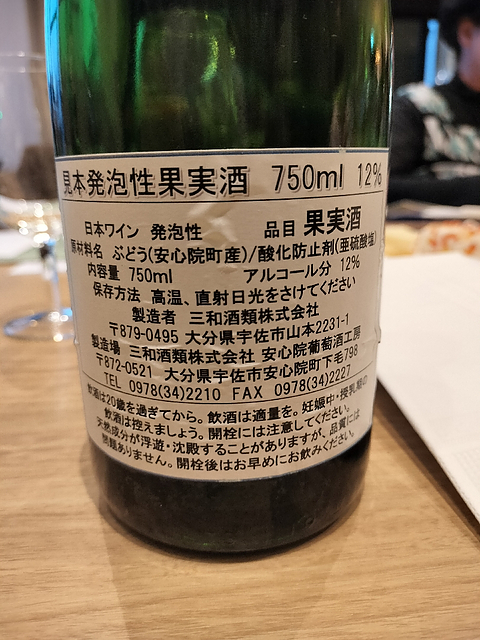 見本発泡性果実酒 750ml 12%
日本ワイン 発泡性 品目 果実酒
原材料名 ぶどう(安心院町産)/酸化防止剤(亜硫酸塩)
内容量 750ml アルコール分 12%
保存方法 高温、直射日光をさけてください
製造者 三和酒類株式会社
〒879-0495 大分県宇佐市山本2231-1
製造場 三和酒類株式会社 安心院葡萄酒工房
〒872-0521 大分県宇佐市安心院町下毛798
TEL 0978(34)2210 FAX 0978(34)2227
飲酒は20歳を過ぎてから。飲酒は適量を。妊娠中・授乳期の
飲酒は控えましょう。開栓には注意してください。
天然成分が浮遊・沈殿することがありますが、品質には
問題ありません。開栓後はお早めにお飲みください。